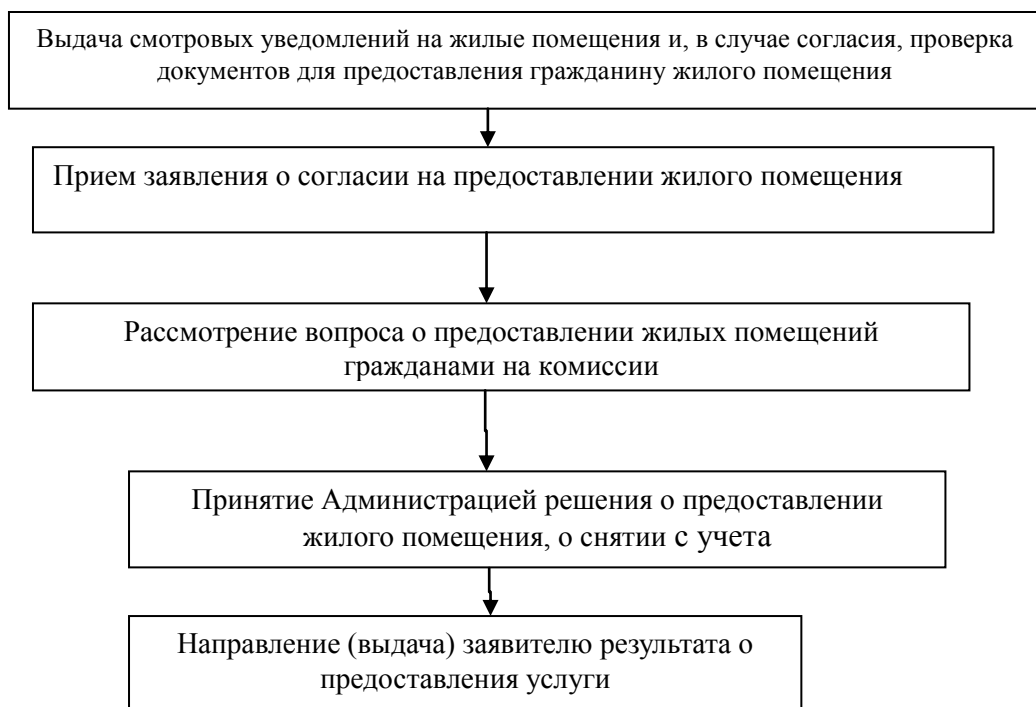 Выдача смотровых уведомлений на жилые помещения и, в случае согласия, проверка
документов для предоставления гражданину жилого помещения
Прием заявления о согласии на предоставлении жилого помещения
Рассмотрение вопроса о предоставлении жилых помещений
гражданами на комиссии
Принятие Администрацией решения о предоставлении
жилого помещения, о снятии с учета
Направление (выдача) заявителю результата о
предоставления услуги